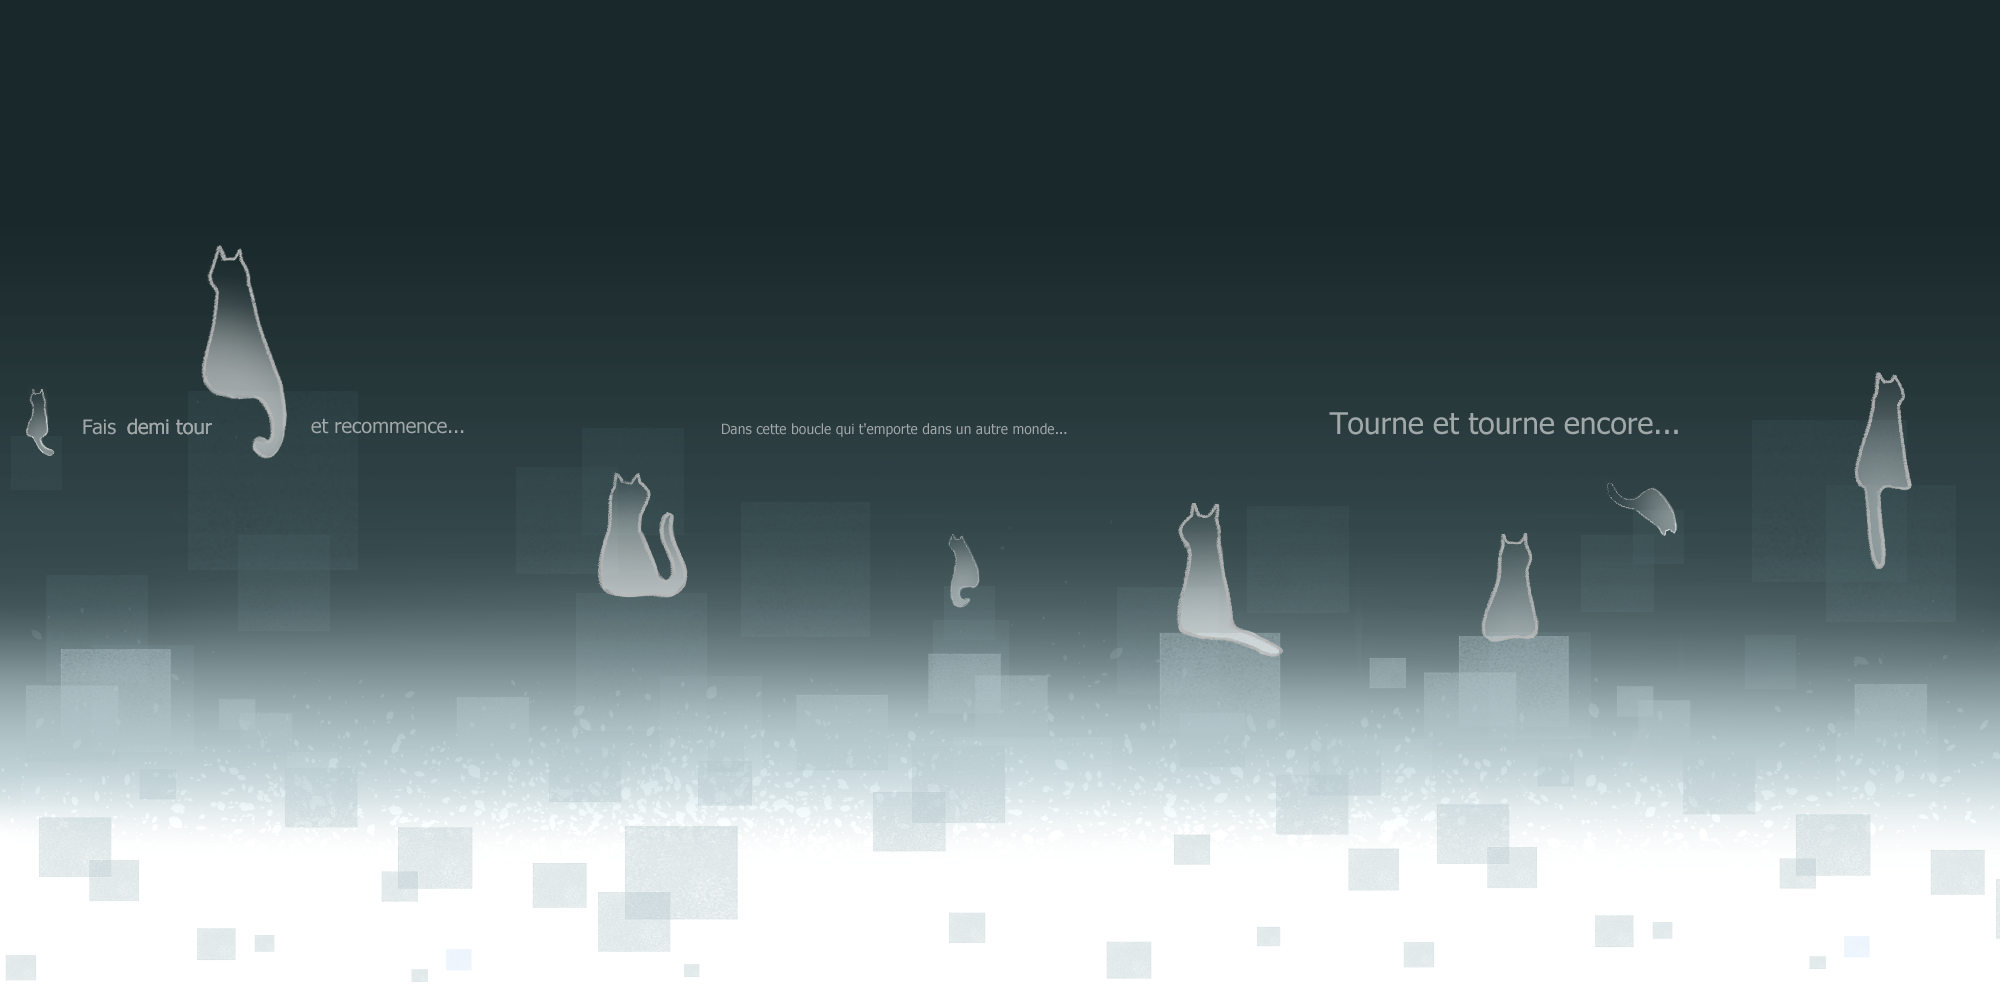 Fais demi tour et recommence...
Dans cette boucle qui t'emporte dans un autre monde...
Tourne et tourne encore...